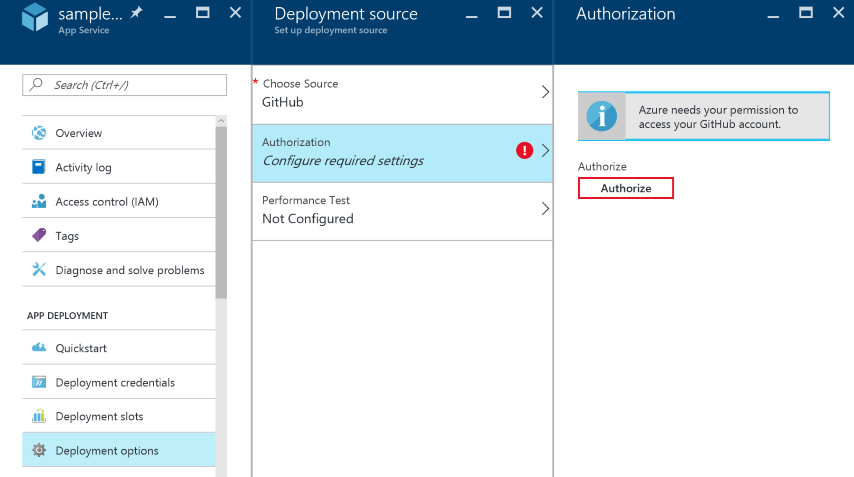 sample...
App Service
Search (Ctrl+/)
Overview
Activity log
Access control (IAM)
Tags
Diagnose and solve problems
APP DEPLOYMENT
Quickstart
Deployment credentials
Deployment slots
Deployment options
Deployment source
Set up deployment source
* Choose Source
GitHub
Authorization
Configure required settings
!
Performance Test
Not Configured
Authorization
i
Azure needs your permission to
access your GitHub account.
Authorize
Authorize